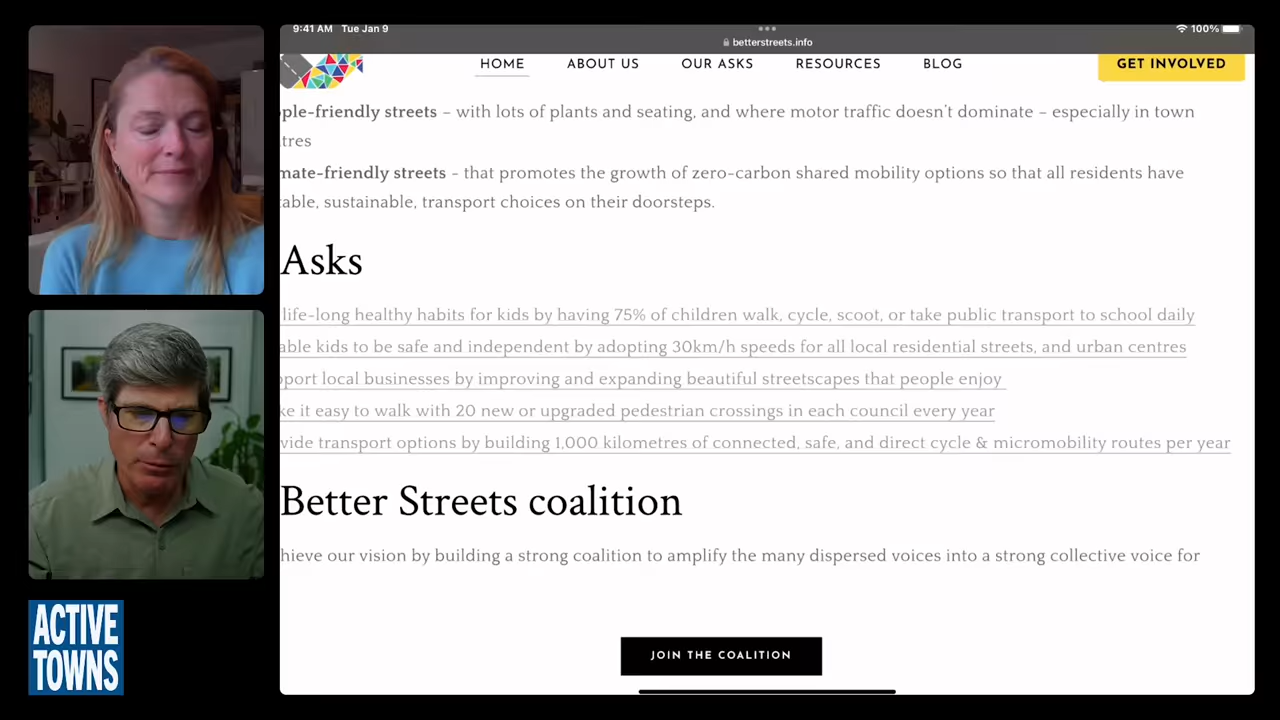 9:41 AM Tue Jan 9
100%
betterstreets.info
HOME ABOUT US OUR ASKS RESOURCES BLOG GET INVOLVED
ple-friendly streets – with lots of plants and seating, and where motor traffic doesn't dominate – especially in town
tres
mate-friendly streets - that promotes the growth of zero-carbon shared mobility options so that all residents have
table, sustainable, transport choices on their doorsteps.
Asks
life-long healthy habits for kids by having 75% of children walk, cycle, scoot, or take public transport to school daily
able kids to be safe and independent by adopting 30km/h speeds for all local residential streets, and urban centres
pport local businesses by improving and expanding beautiful streetscapes that people enjoy
ke it easy to walk with 20 new or upgraded pedestrian crossings in each council every year
vide transport options by building 1,000 kilometres of connected, safe, and direct cycle & micromobility routes per year
Better Streets coalition
hieve our vision by building a strong coalition to amplify the many dispersed voices into a strong collective voice for
JOIN THE COALITION
ACTIVE
TOWNS